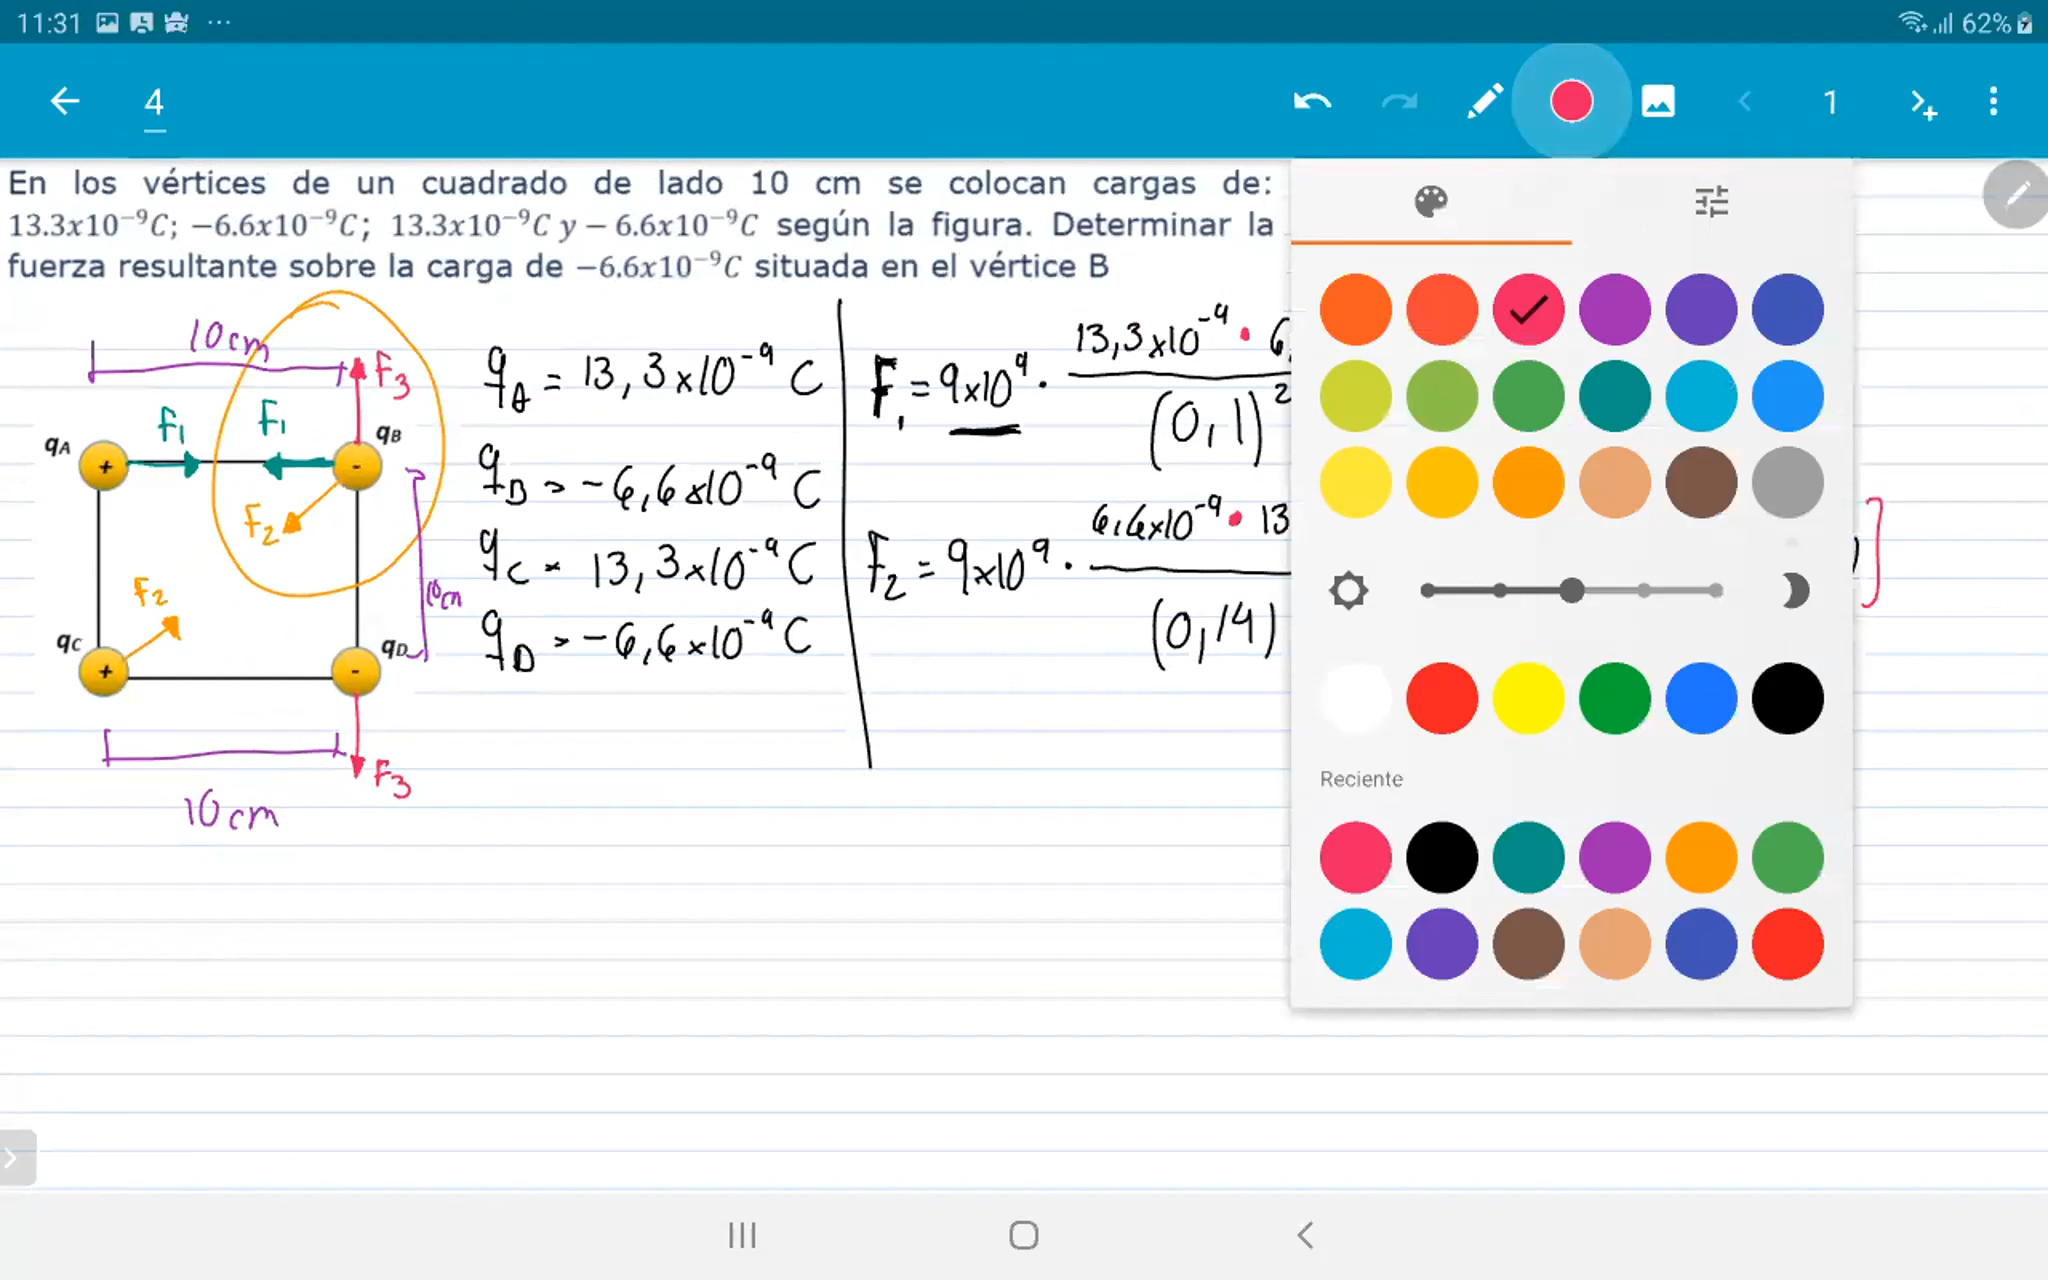 11:31 62%
4 1
En los vértices de un cuadrado de lado 10 cm se colocan cargas de:
13.3x10⁻⁹C; −6.6x10⁻⁹C; 13.3x10⁻⁹C y − 6.6x10⁻⁹C según la figura. Determinar la
fuerza resultante sobre la carga de −6.6x10⁻⁹C situada en el vértice B
10cm
F3
F1 F1
qA qB
+ -
F2
10cm
F2
qC qD
+ -
F3
10cm
qA = 13,3x10⁻⁹ C
qB = -6,6x10⁻⁹ C
qC = 13,3x10⁻⁹ C
qD = -6,6x10⁻⁹ C
F1 = 9x10⁹ · 13,3x10⁻⁹ · 6,
(0,1)²
F2 = 9x10⁹ · 6,6x10⁻⁹ · 13
(0,14)
)]
Reciente